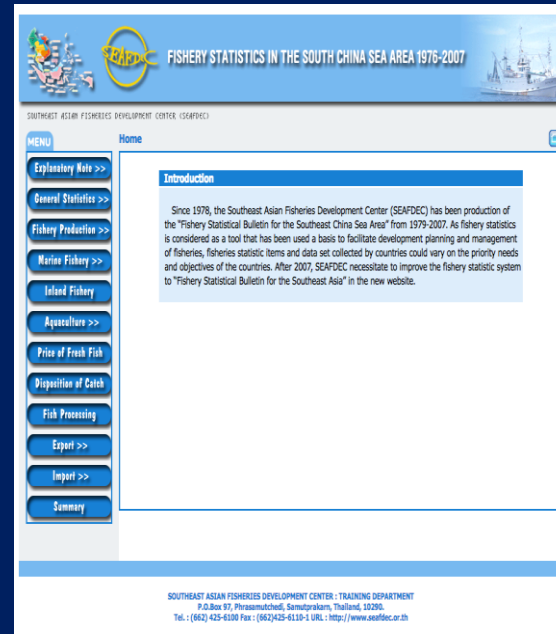 SEAFDEC
FISHERY STATISTICS IN THE SOUTH CHINA SEA AREA 1976-2007
SOUTHEAST ASIAN FISHERIES DEVELOPMENT CENTER (SEAFDEC)
MENU
Home
Explanatory Note >>
General Statistics >>
Fishery Production >>
Marine Fishery >>
Inland Fishery
Aquaculture >>
Price of Fresh Fish
Disposition of Catch
Fish Processing
Export >>
Import >>
Summary
Introduction
Since 1978, the Southeast Asian Fisheries Development Center (SEAFDEC) has been production of
the "Fishery Statistical Bulletin for the Southeast China Sea Area" from 1979-2007. As fishery statistics
is considered as a tool that has been used a basis to facilitate development planning and management
of fisheries, fisheries statistic items and data set collected by countries could vary on the priority needs
and objectives of the countries. After 2007, SEAFDEC necessitate to improve the fishery statistic system
to "Fishery Statistical Bulletin for the Southeast Asia" in the new website.
SOUTHEAST ASIAN FISHERIES DEVELOPMENT CENTER : TRAINING DEPARTMENT
P.O.Box 97, Phrasamutchedi, Samutprakarn, Thailand, 10290.
Tel. : (662) 425-6100 Fax : (662)425-6110-1 URL : http://www.seafdec.or.th